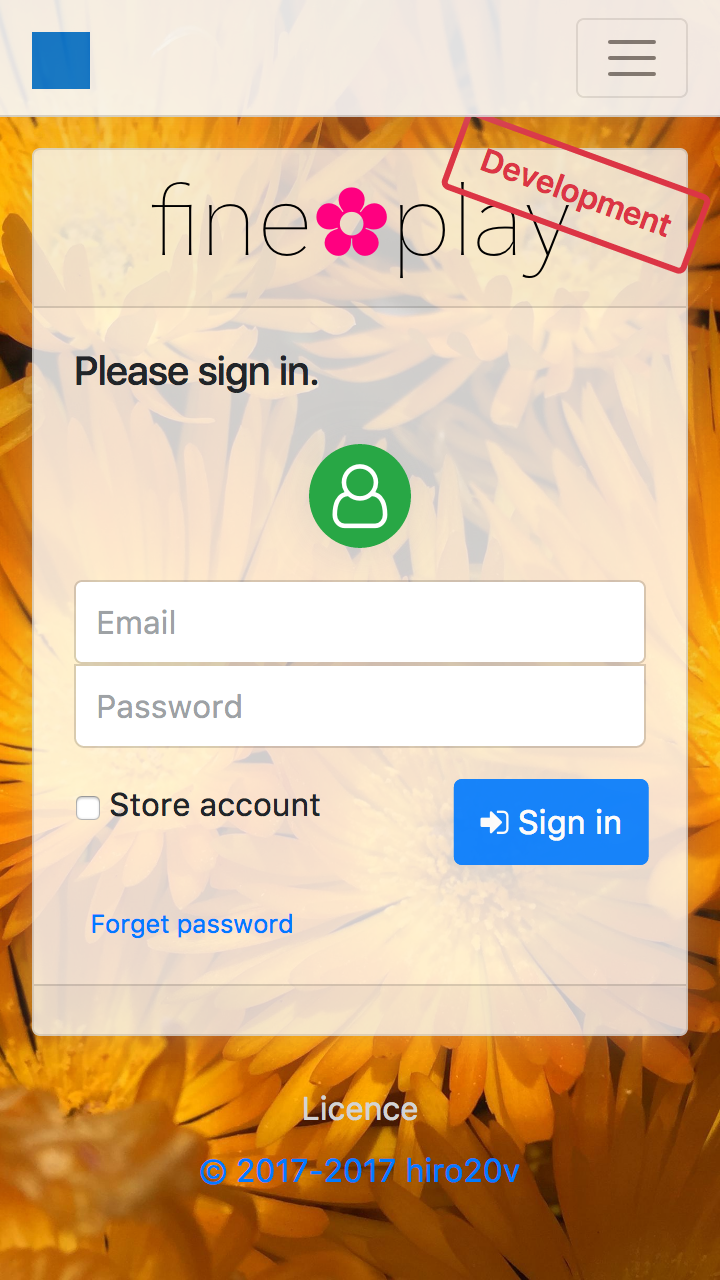 fine play
Development
Please sign in.
Email
Password
Store account
Sign in
Forget password
Licence
© 2017-2017 hiro20v